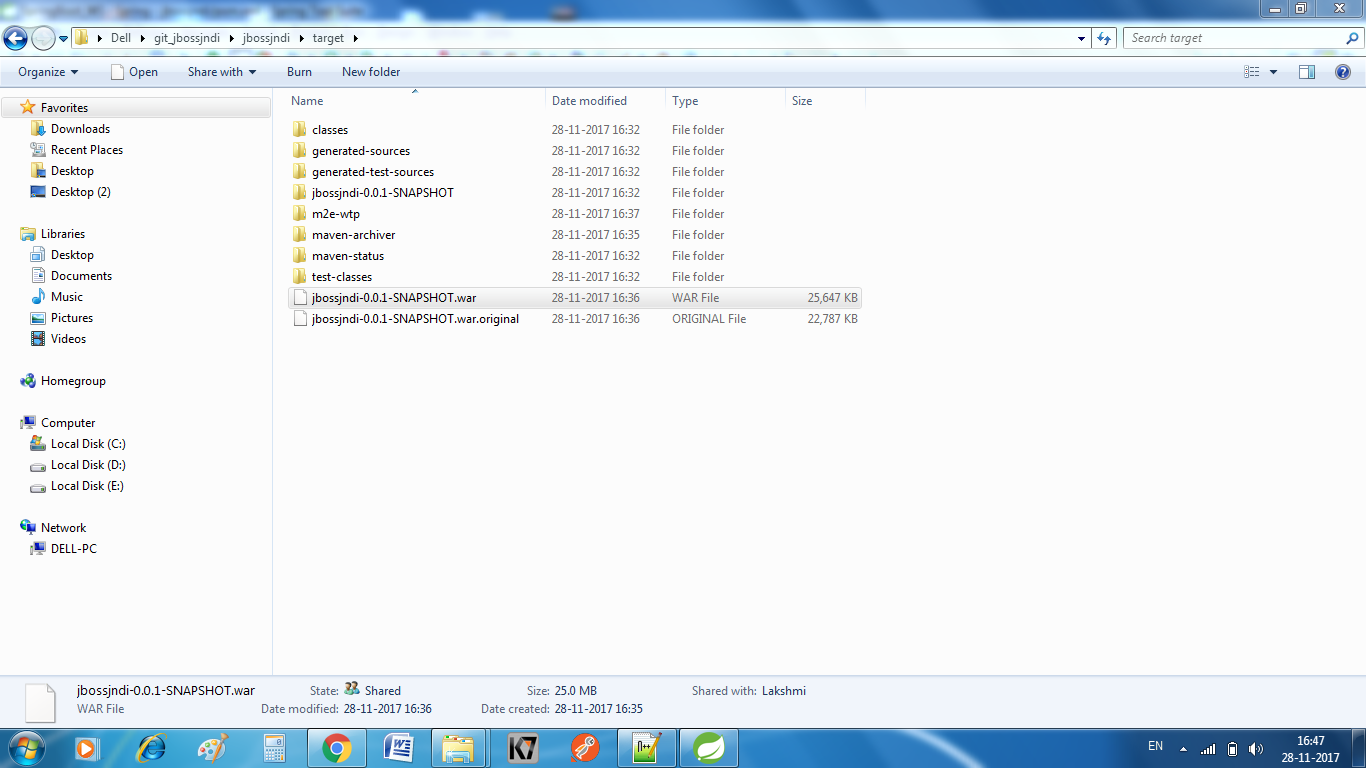 Dell git_jbossjndi jbossjndi target
Search target
Organize Open Share with Burn New folder
Name Date modified Type Size
Favorites
Downloads
Recent Places
Desktop
Desktop (2)
Libraries
Desktop
Documents
Music
Pictures
Videos
Homegroup
Computer
Local Disk (C:)
Local Disk (D:)
Local Disk (E:)
Network
DELL-PC
classes 28-11-2017 16:32 File folder
generated-sources 28-11-2017 16:32 File folder
generated-test-sources 28-11-2017 16:32 File folder
jbossjndi-0.0.1-SNAPSHOT 28-11-2017 16:32 File folder
m2e-wtp 28-11-2017 16:37 File folder
maven-archiver 28-11-2017 16:35 File folder
maven-status 28-11-2017 16:32 File folder
test-classes 28-11-2017 16:32 File folder
jbossjndi-0.0.1-SNAPSHOT.war 28-11-2017 16:36 WAR File 25,647 KB
jbossjndi-0.0.1-SNAPSHOT.war.original 28-11-2017 16:36 ORIGINAL File 22,787 KB
jbossjndi-0.0.1-SNAPSHOT.war State: Shared Size: 25.0 MB Shared with: Lakshmi
WAR File Date modified: 28-11-2017 16:36 Date created: 28-11-2017 16:35
K7
EN
16:47
28-11-2017